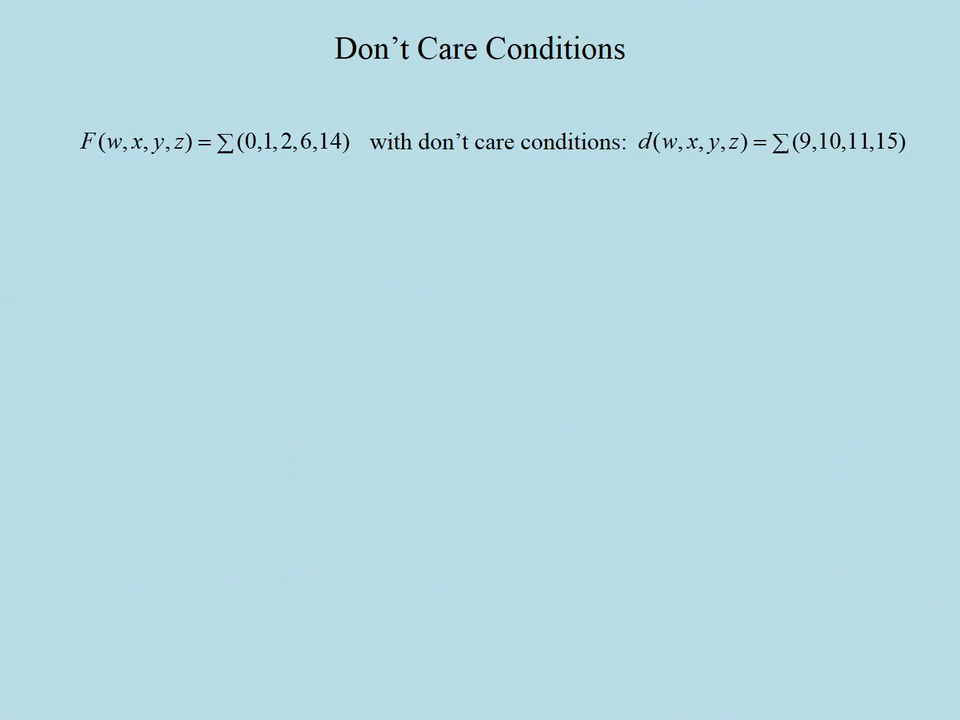 Don’t Care Conditions
F(w, x, y, z) = ∑(0,1,2,6,14) with don’t care conditions: d(w, x, y, z) = ∑(9,10,11,15)